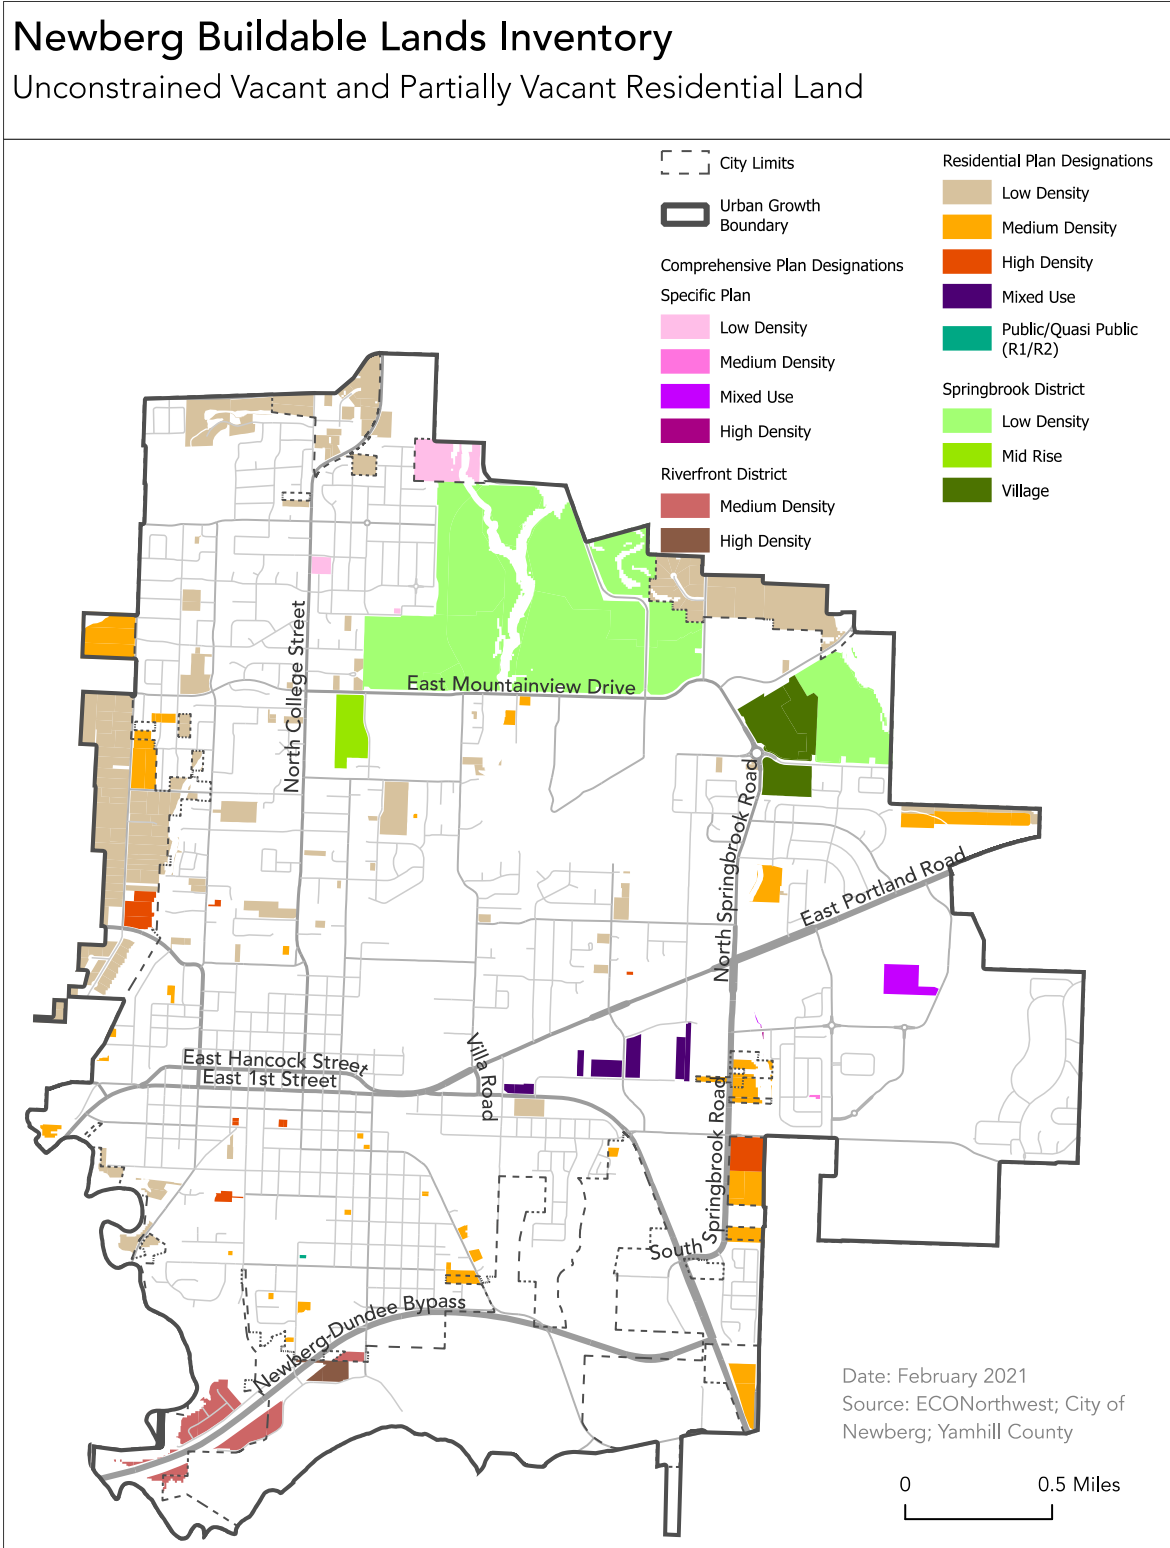 Newberg Buildable Lands Inventory
Unconstrained Vacant and Partially Vacant Residential Land
City Limits
Urban Growth
Boundary
Comprehensive Plan Designations
Specific Plan
Low Density
Medium Density
Mixed Use
High Density
Riverfront District
Medium Density
High Density
Residential Plan Designations
Low Density
Medium Density
High Density
Mixed Use
Public/Quasi Public
(R1/R2)
Springbrook District
Low Density
Mid Rise
Village
North College Street
East Mountainview Drive
North Springbrook Road
East Portland Road
Villa Road
East Hancock Street
East 1st Street
South Springbrook Road
Newberg-Dundee Bypass
Date: February 2021
Source: ECONorthwest; City of
Newberg; Yamhill County
0 0.5 Miles